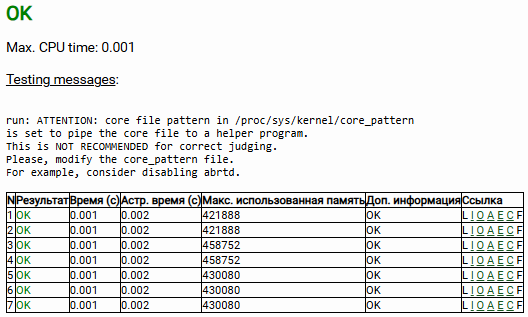 OK
Max. CPU time: 0.001
Testing messages:
run: ATTENTION: core file pattern in /proc/sys/kernel/core_pattern
is set to pipe the core file to a helper program.
This is NOT RECOMMENDED for correct judging.
Please, modify the core_pattern file.
For example, consider disabling abrtd.
N Результат Время (с) Астр. время (с) Макс. использованная память Доп. информация Ссылка
1 OK 0.001 0.002 421888 OK L I O A E C F
2 OK 0.001 0.002 421888 OK L I O A E C F
3 OK 0.001 0.002 458752 OK L I O A E C F
4 OK 0.001 0.002 458752 OK L I O A E C F
5 OK 0.001 0.002 430080 OK L I O A E C F
6 OK 0.001 0.002 430080 OK L I O A E C F
7 OK 0.001 0.002 430080 OK L I O A E C F